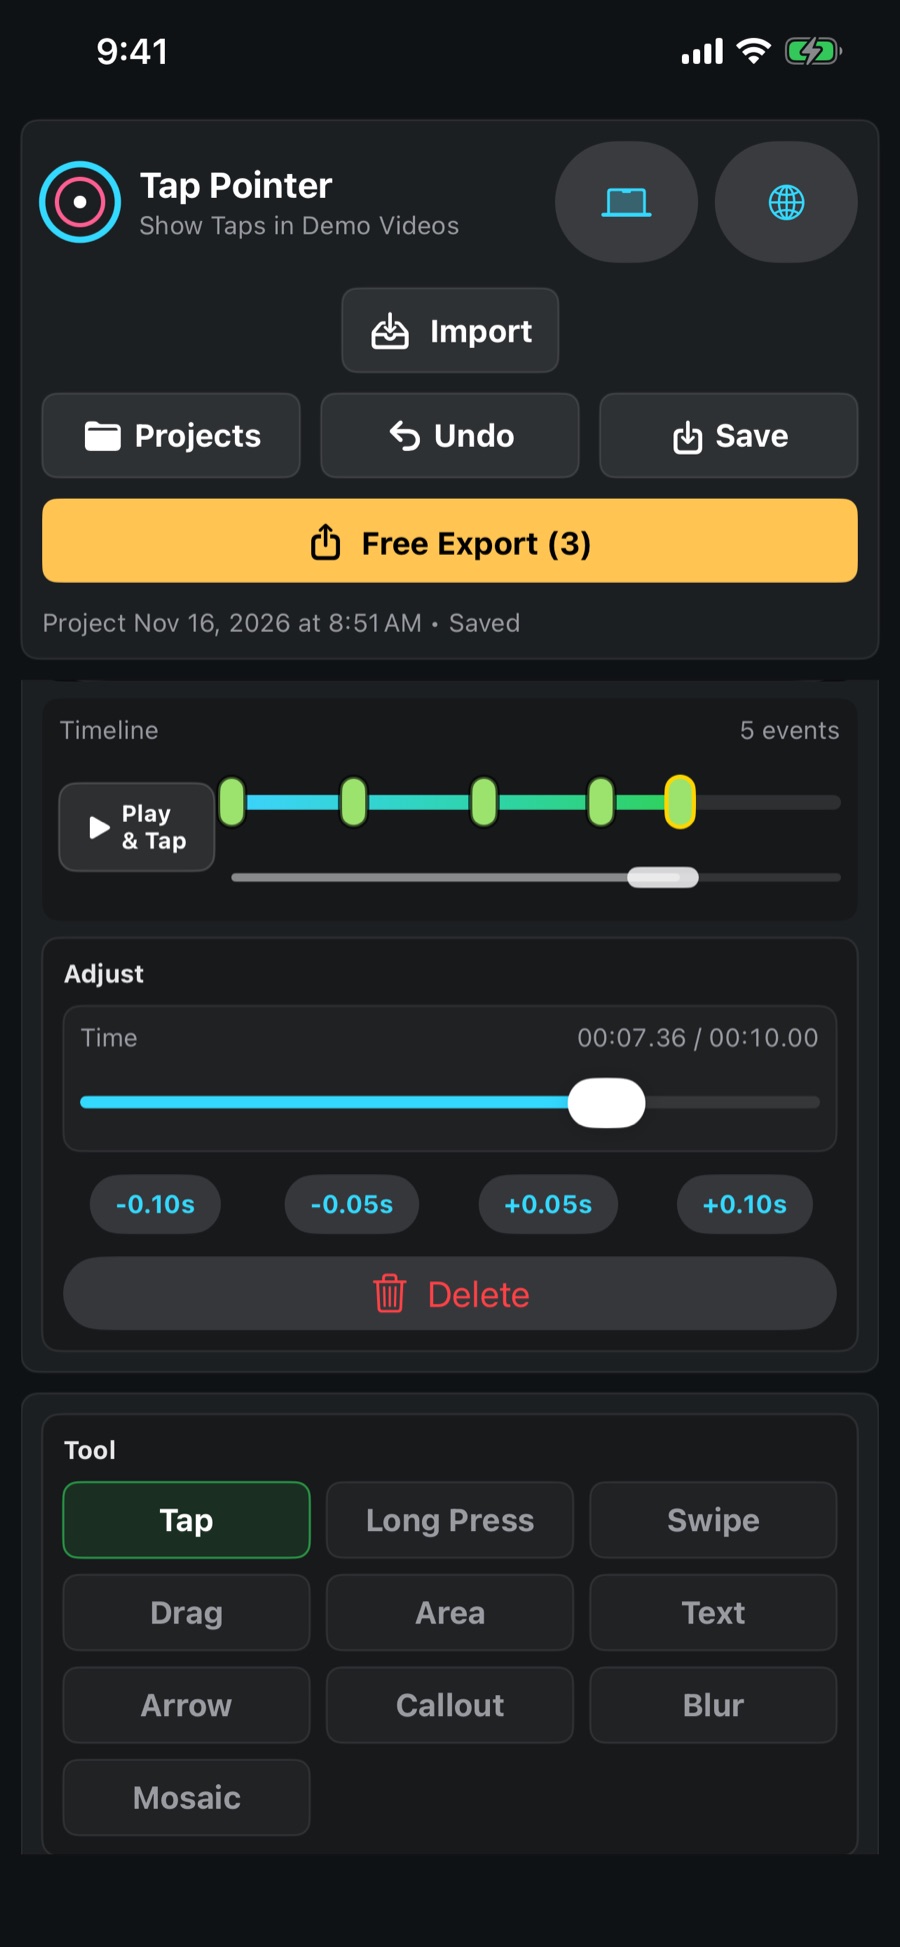 9:41
Tap Pointer
Show Taps in Demo Videos
Import
Projects
Undo
Save
Free Export (3)
Project Nov 16, 2026 at 8:51 AM • Saved
Timeline
5 events
Play
& Tap
Adjust
Time
00:07.36 / 00:10.00
-0.10s
-0.05s
+0.05s
+0.10s
Delete
Tool
Tap
Long Press
Swipe
Drag
Area
Text
Arrow
Callout
Blur
Mosaic